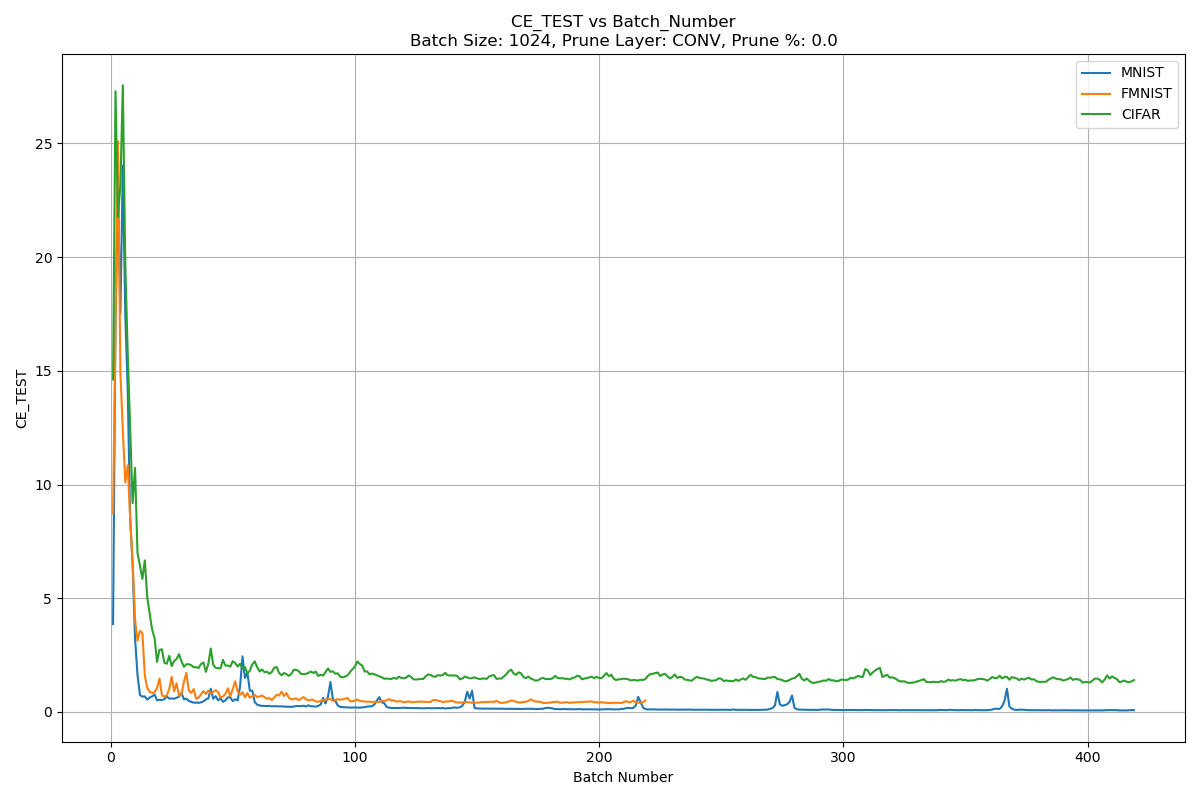 CE_TEST vs Batch_Number
Batch Size: 1024, Prune Layer: CONV, Prune %: 0.0
MNIST
FMNIST
CIFAR
25
20
15
10
5
0
CE_TEST
0 100 200 300 400
Batch Number